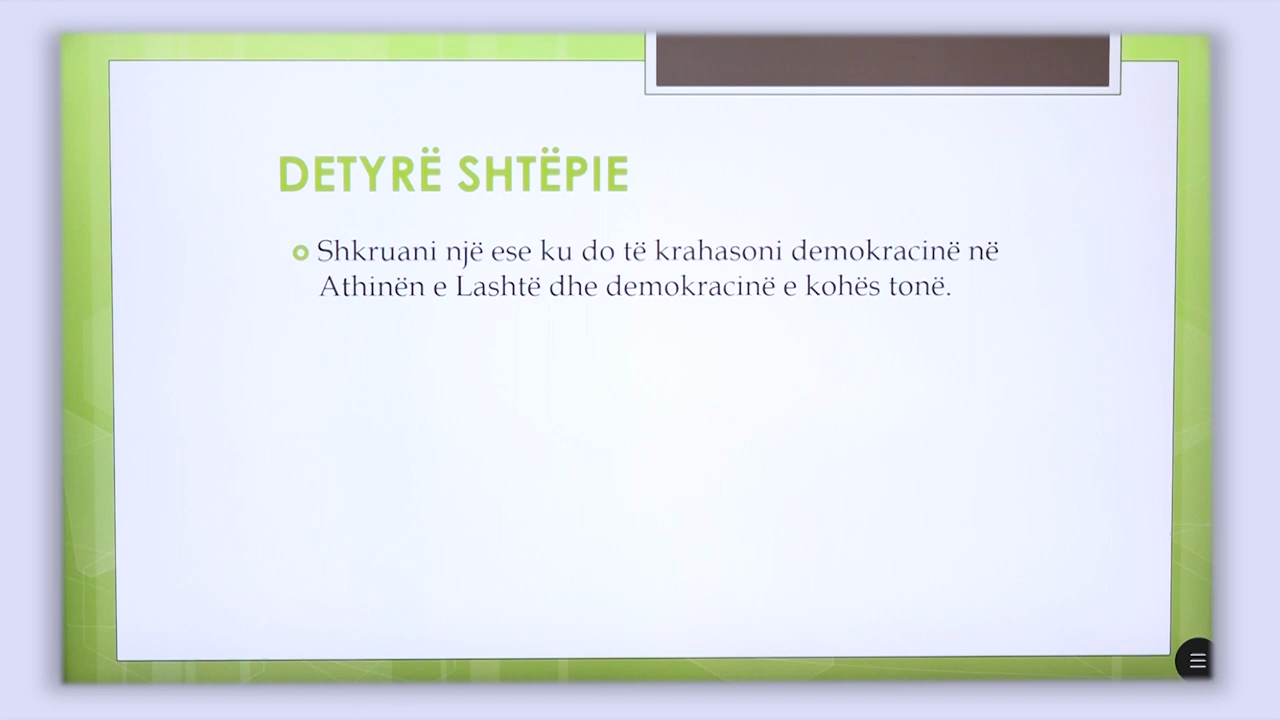 DETYRË SHTËPIE
Shkruani një ese ku do të krahasoni demokracinë në
Athinën e Lashtë dhe demokracinë e kohës tonë.